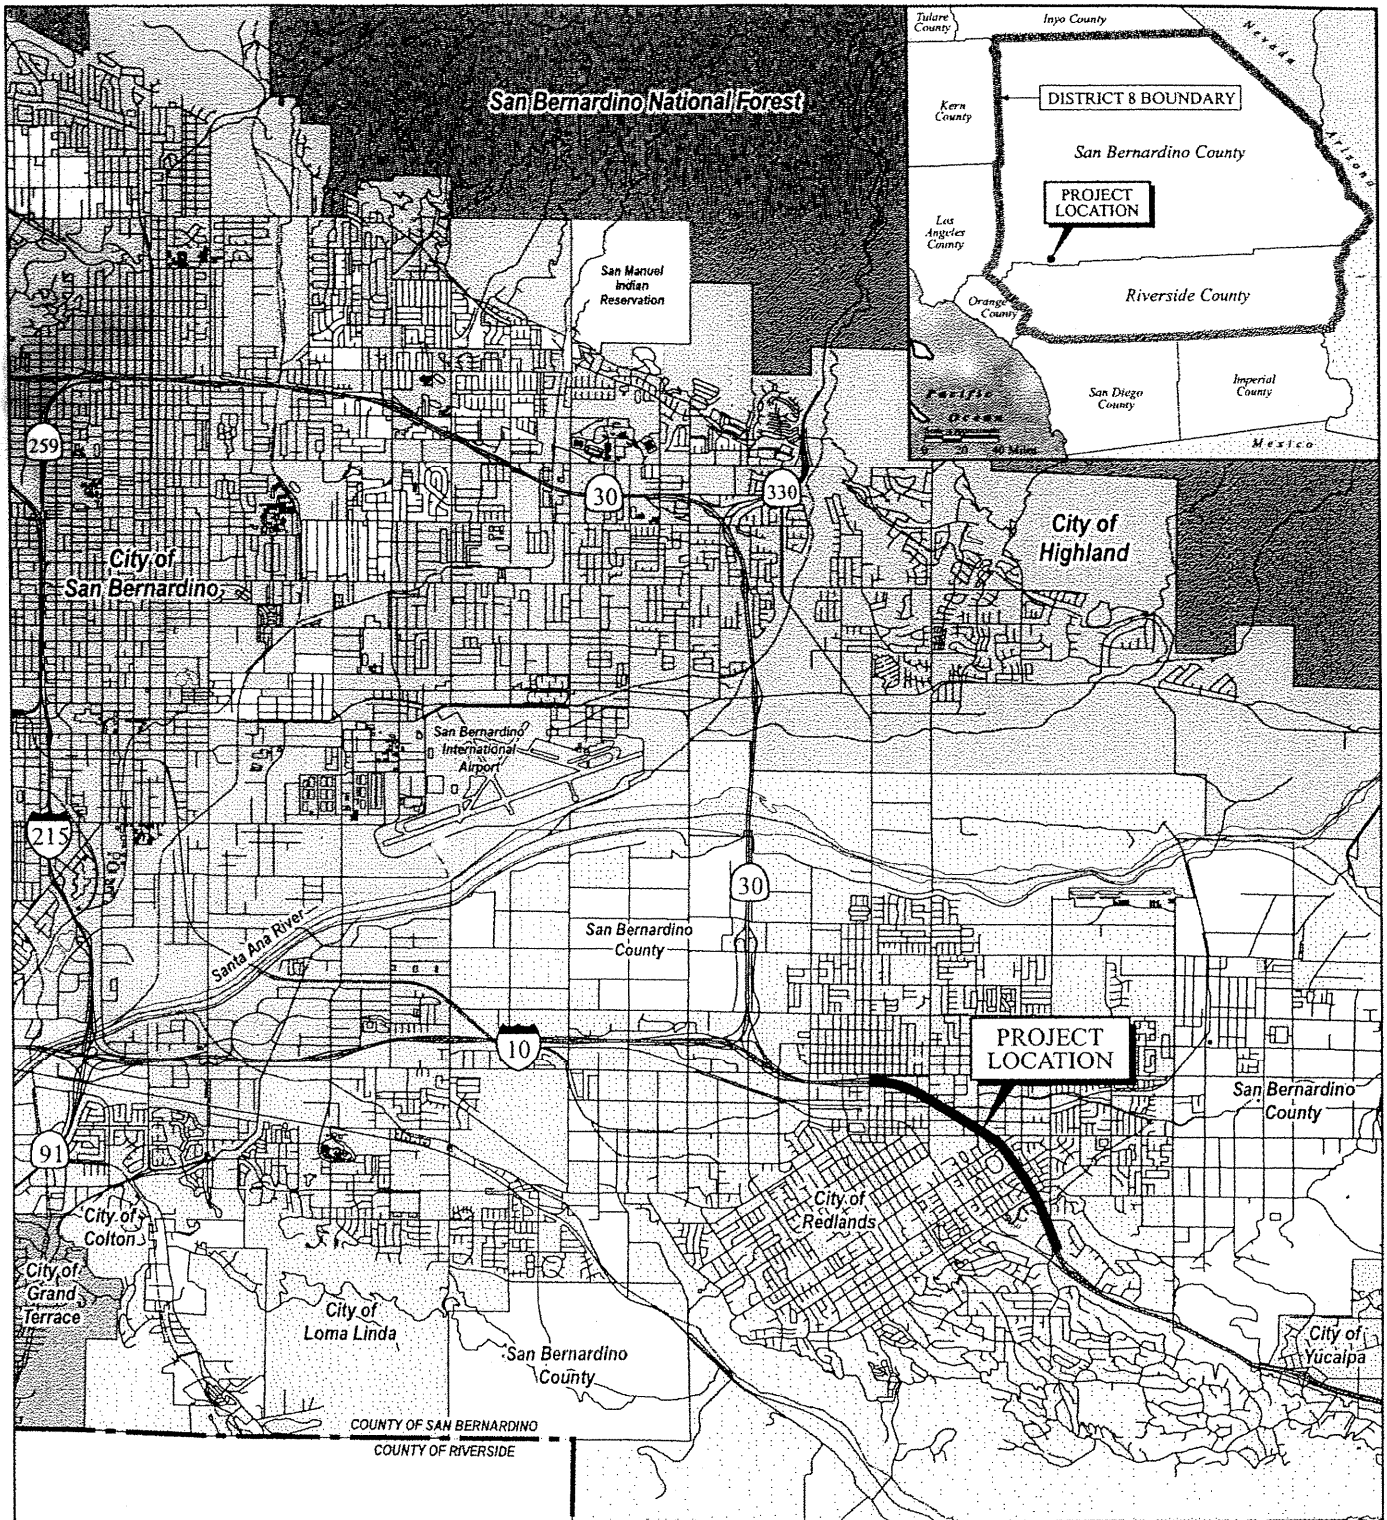 Tulare
County
Inyo County
Nevada
Kern
County
DISTRICT 8 BOUNDARY
Arizona
San Bernardino County
PROJECT
LOCATION
Los
Angeles
County
Orange
County
Riverside County
Pacific
Ocean
San Diego
County
Imperial
County
Mexico
0 20 40 Miles
San Bernardino National Forest
San Manuel
Indian
Reservation
259
30
330
City of
Highland
City of
San Bernardino
San Bernardino
International
Airport
215
30
Santa Ana River
San Bernardino
County
10
PROJECT
LOCATION
San Bernardino
County
91
City of
Redlands
City of
Colton
City of
Grand
Terrace
City of
Loma Linda
San Bernardino
County
City of
Yucaipa
COUNTY OF SAN BERNARDINO
COUNTY OF RIVERSIDE